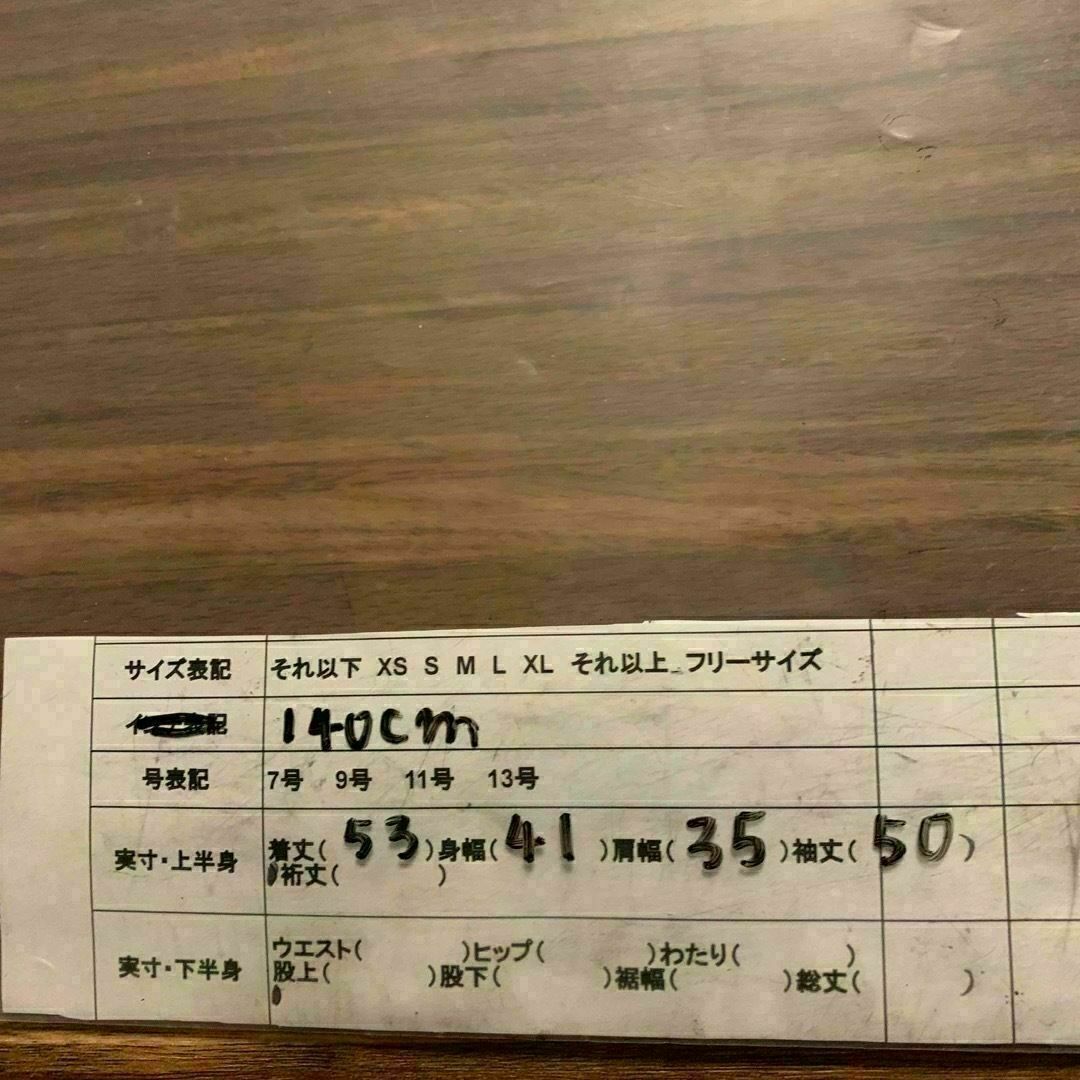 サイズ表記 それ以下 XS S M L XL それ以上 フリーサイズ
記 140cm
号表記 7号 9号 11号 13号
実寸・上半身 着丈( 53 )身幅( 41 )肩幅( 35 )袖丈( 50 )
裄丈( )
実寸・下半身 ウエスト( )ヒップ( )わたり( )
股上( )股下( )裾幅( )総丈( )